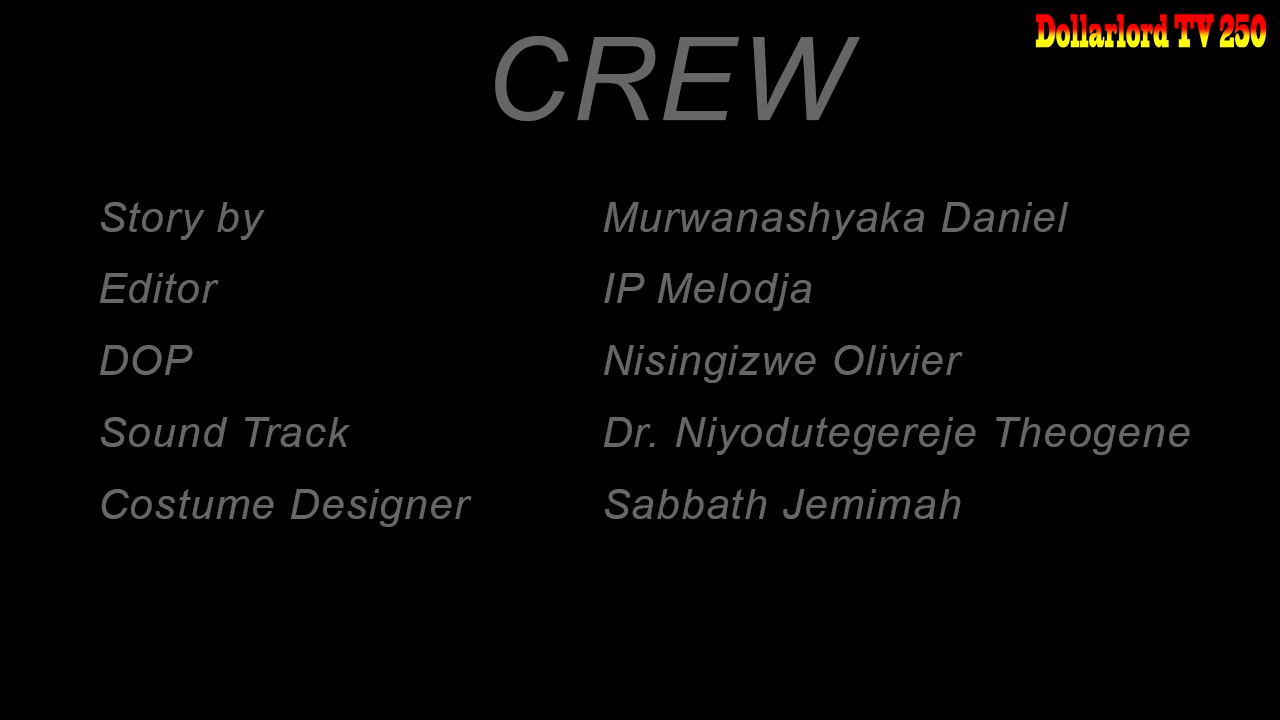 Dollarlord TV 250
CREW
Story by Murwanashyaka Daniel
Editor IP Melodja
DOP Nisingizwe Olivier
Sound Track Dr. Niyodutegereje Theogene
Costume Designer Sabbath Jemimah